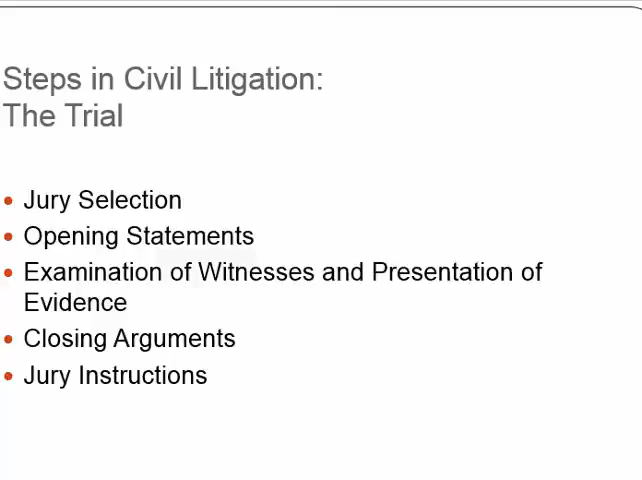 Steps in Civil Litigation:
The Trial
• Jury Selection
• Opening Statements
• Examination of Witnesses and Presentation of
Evidence
• Closing Arguments
• Jury Instructions